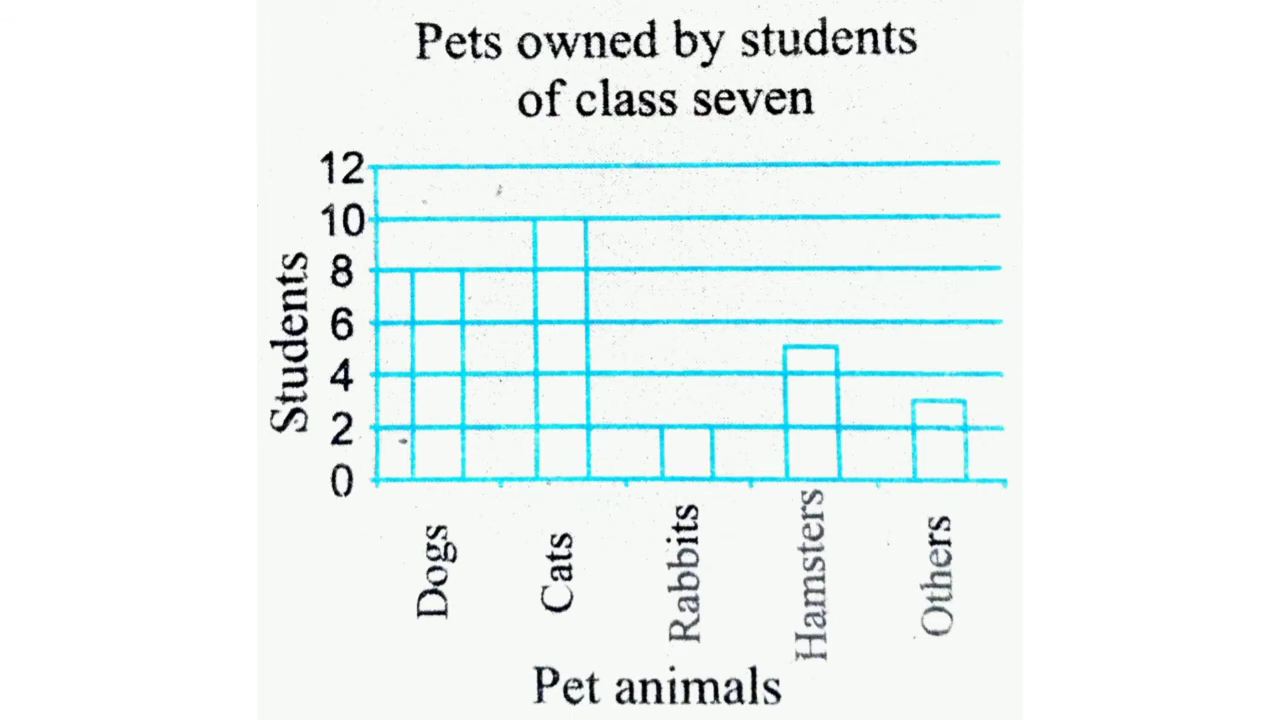 Pets owned by students
of class seven
12
10
8
6
4
2
0
Students
Dogs
Cats
Rabbits
Hamsters
Others
Pet animals